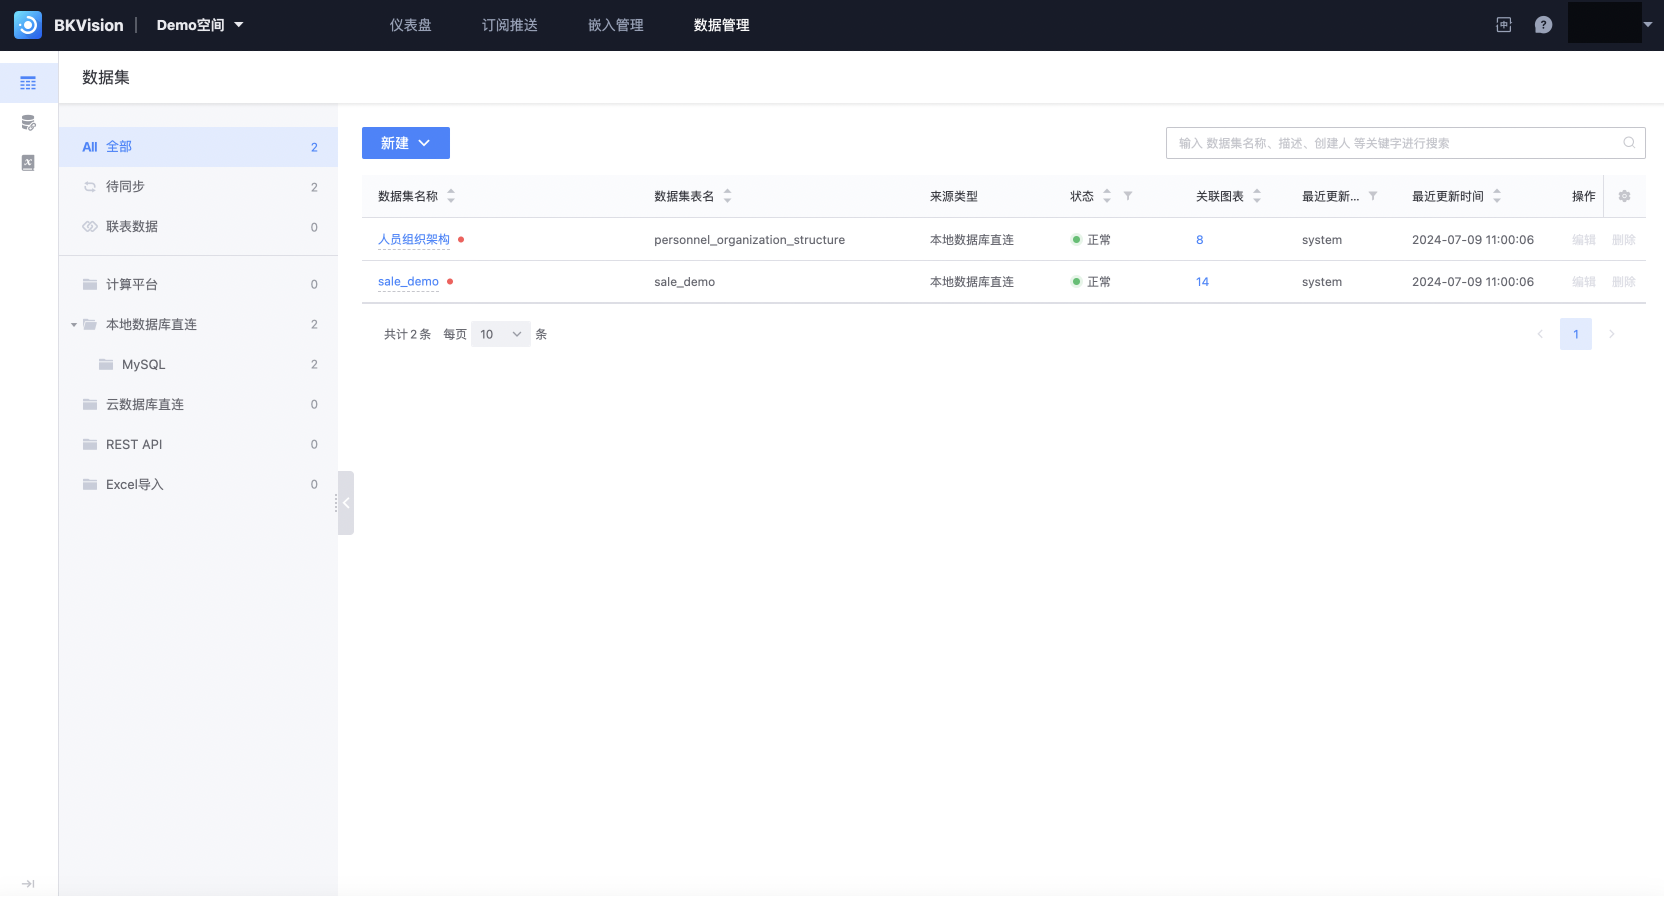 BKVision Demo空间 仪表盘 订阅推送 嵌入管理 数据管理
数据集
All 全部 2
待同步 2
联表数据 0
计算平台 0
本地数据库直连 2
MySQL 2
云数据库直连 0
REST API 0
Excel导入 0
新建 输入 数据集名称、描述、创建人 等关键字进行搜索
数据集名称 数据集表名 来源类型 状态 关联图表 最近更新... 最近更新时间 操作
人员组织架构 personnel_organization_structure 本地数据库直连 正常 8 system 2024-07-09 11:00:06 编辑 删除
sale_demo sale_demo 本地数据库直连 正常 14 system 2024-07-09 11:00:06 编辑 删除
共计 2 条 每页 10 条 1